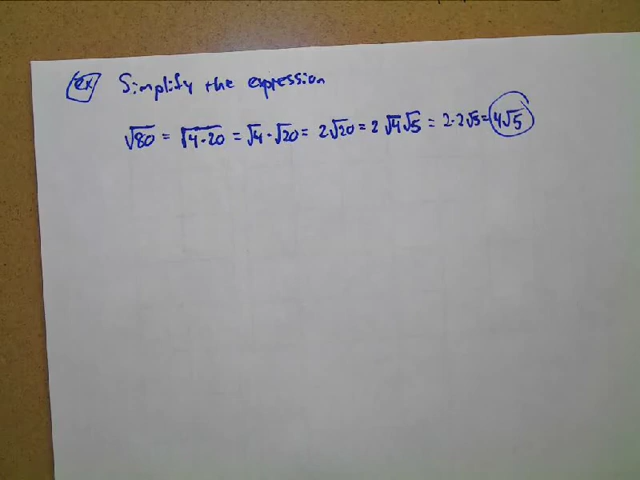 ex Simplify the expression
√80 = √4·20 = √4·√20 = 2√20 = 2√4√5 = 2·2√5 = 4√5